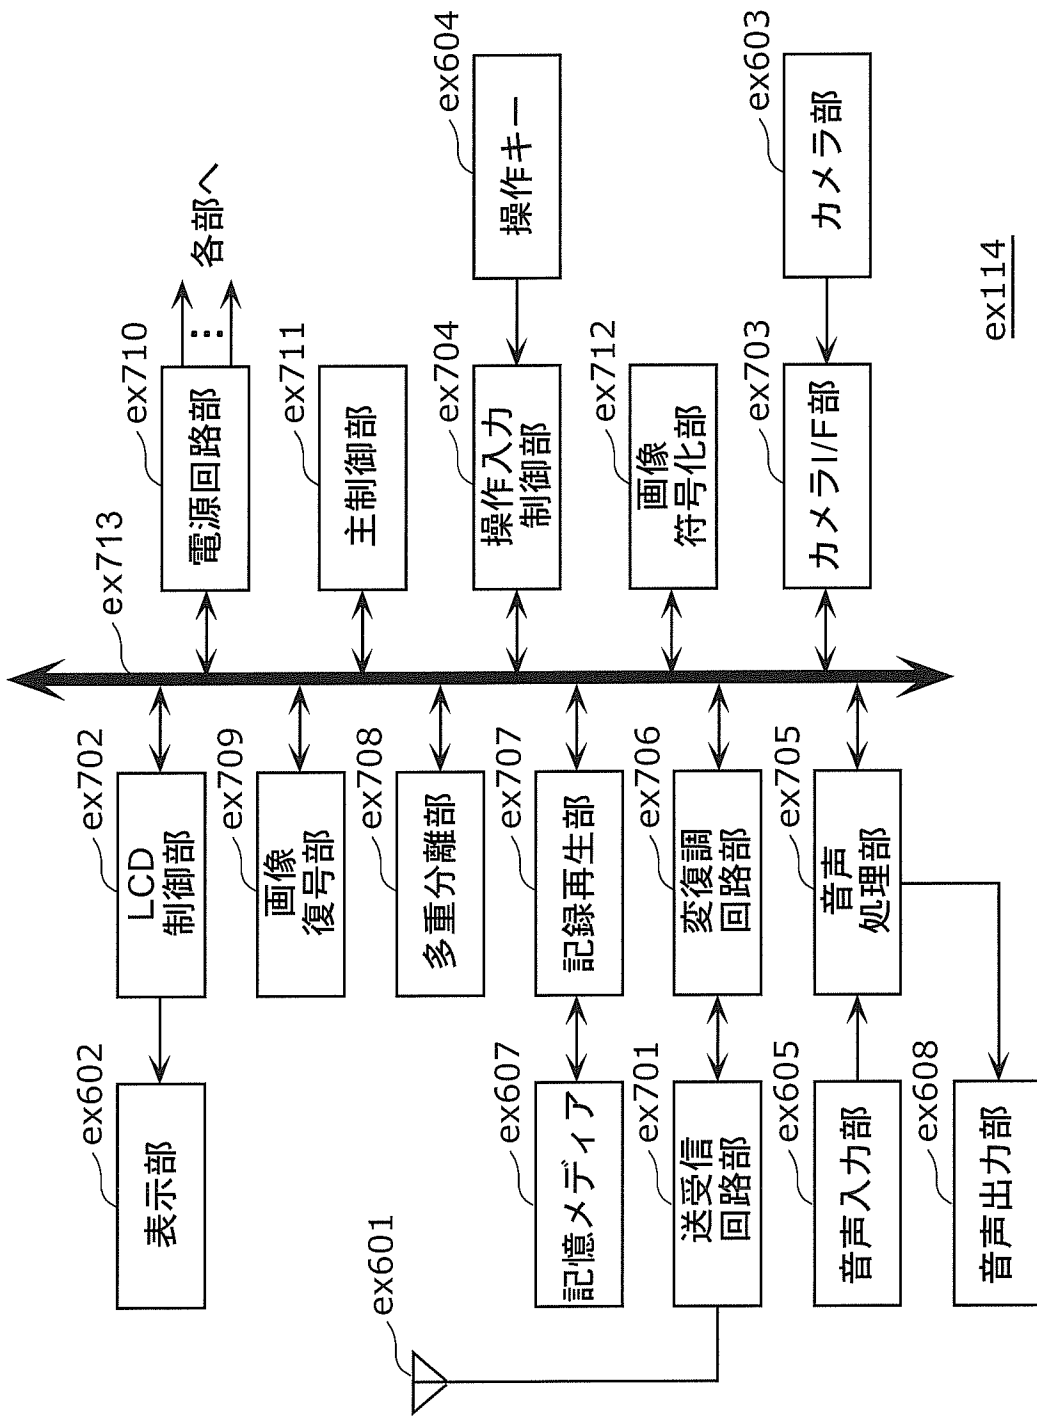 ex601
ex602
表示部
ex702
LCD
制御部
ex709
画像
復号部
ex708
多重分離部
ex607
記憶メディア
ex707
記録再生部
ex701
送受信
回路部
ex706
変復調
回路部
ex605
音声入力部
ex705
音声
処理部
ex608
音声出力部
ex713
ex710
電源回路部
各部へ
ex711
主制御部
ex704
操作入力
制御部
ex604
操作キー
ex712
画像
符号化部
ex703
カメラI/F部
ex603
カメラ部
ex114